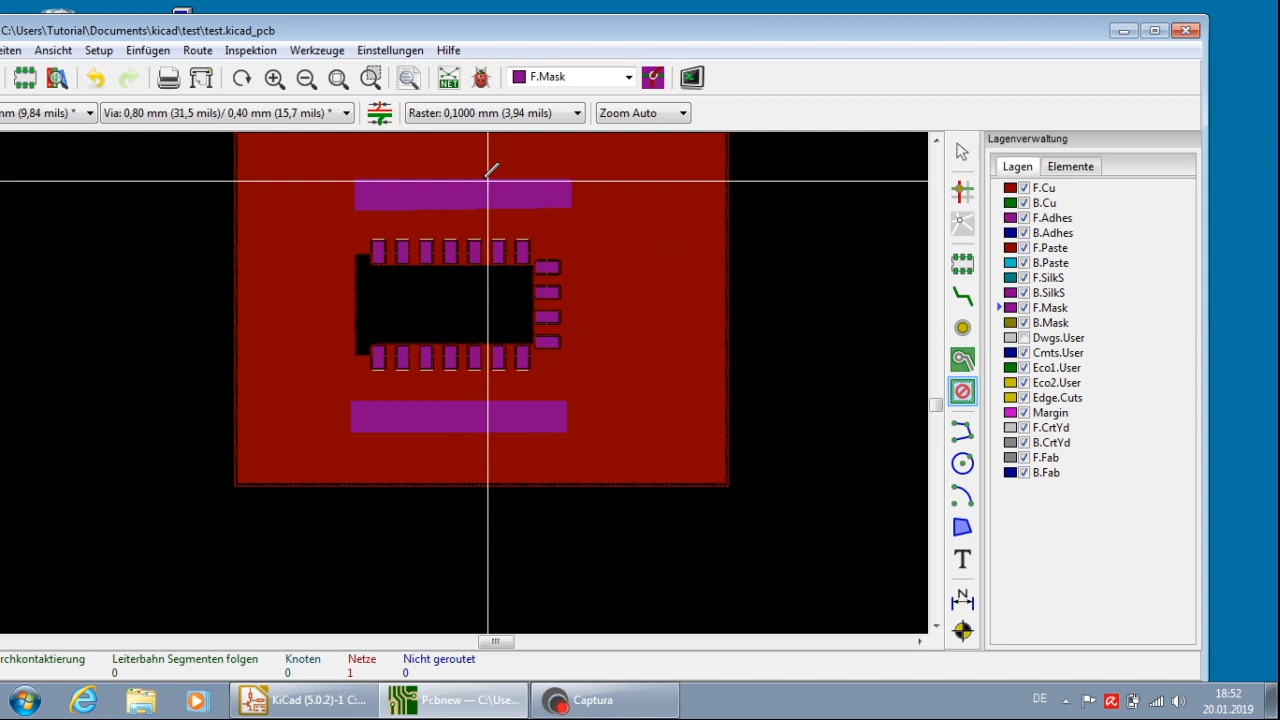 C:\Users\Tutorial\Documents\kicad\test\test.kicad_pcb
eiten Ansicht Setup Einfügen Route Inspektion Werkzeuge Einstellungen Hilfe
NET F.Mask
mm (9,84 mils) * Via: 0,80 mm (31,5 mils)/ 0,40 mm (15,7 mils) * Raster: 0,1000 mm (3,94 mils) Zoom Auto
Lagenverwaltung
Lagen Elemente
F.Cu
B.Cu
F.Adhes
B.Adhes
F.Paste
B.Paste
F.SilkS
B.SilkS
F.Mask
B.Mask
Dwgs.User
Cmts.User
Eco1.User
Eco2.User
Edge.Cuts
Margin
F.CrtYd
B.CrtYd
F.Fab
B.Fab
T
N
rchkontaktierung Leiterbahn Segmenten folgen Knoten Netze Nicht geroutet
0 0 1 0
KiCad (5.0.2)-1 C:... Pcbnew — C:\Use... Captura DE 18:52
20.01.2019